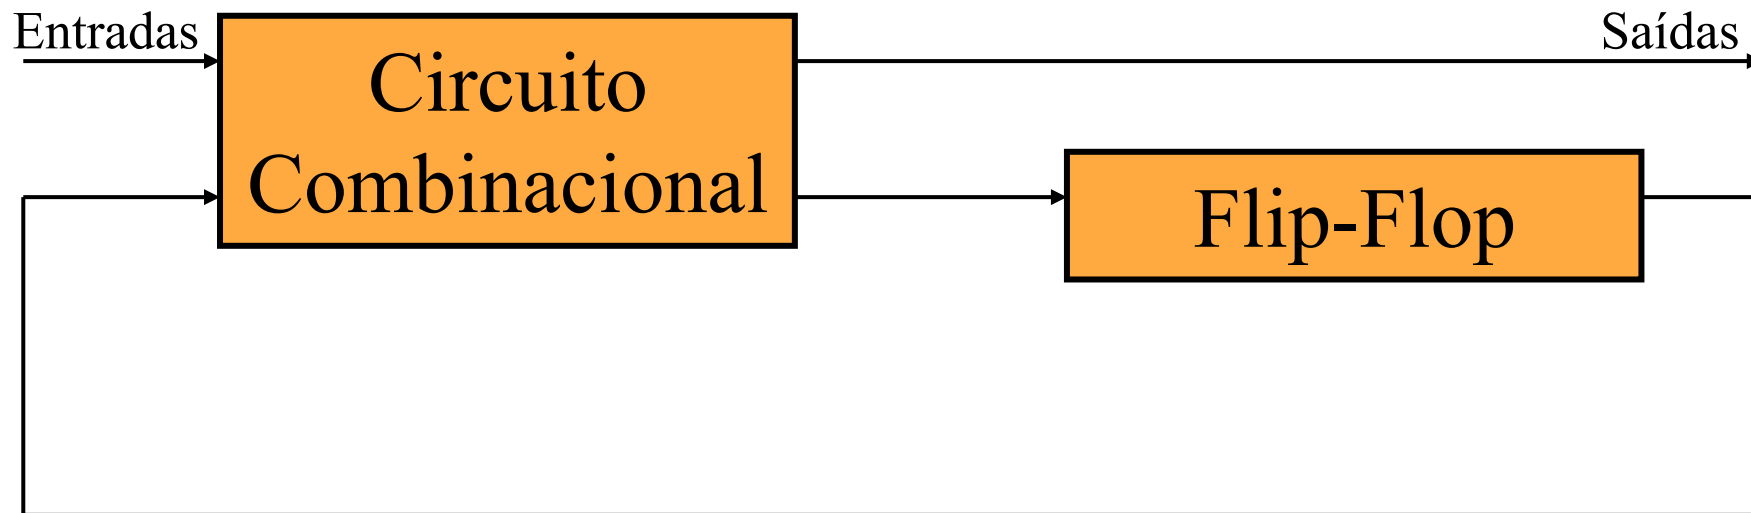 Entradas
Saídas
Circuito
Combinacional
Flip-Flop